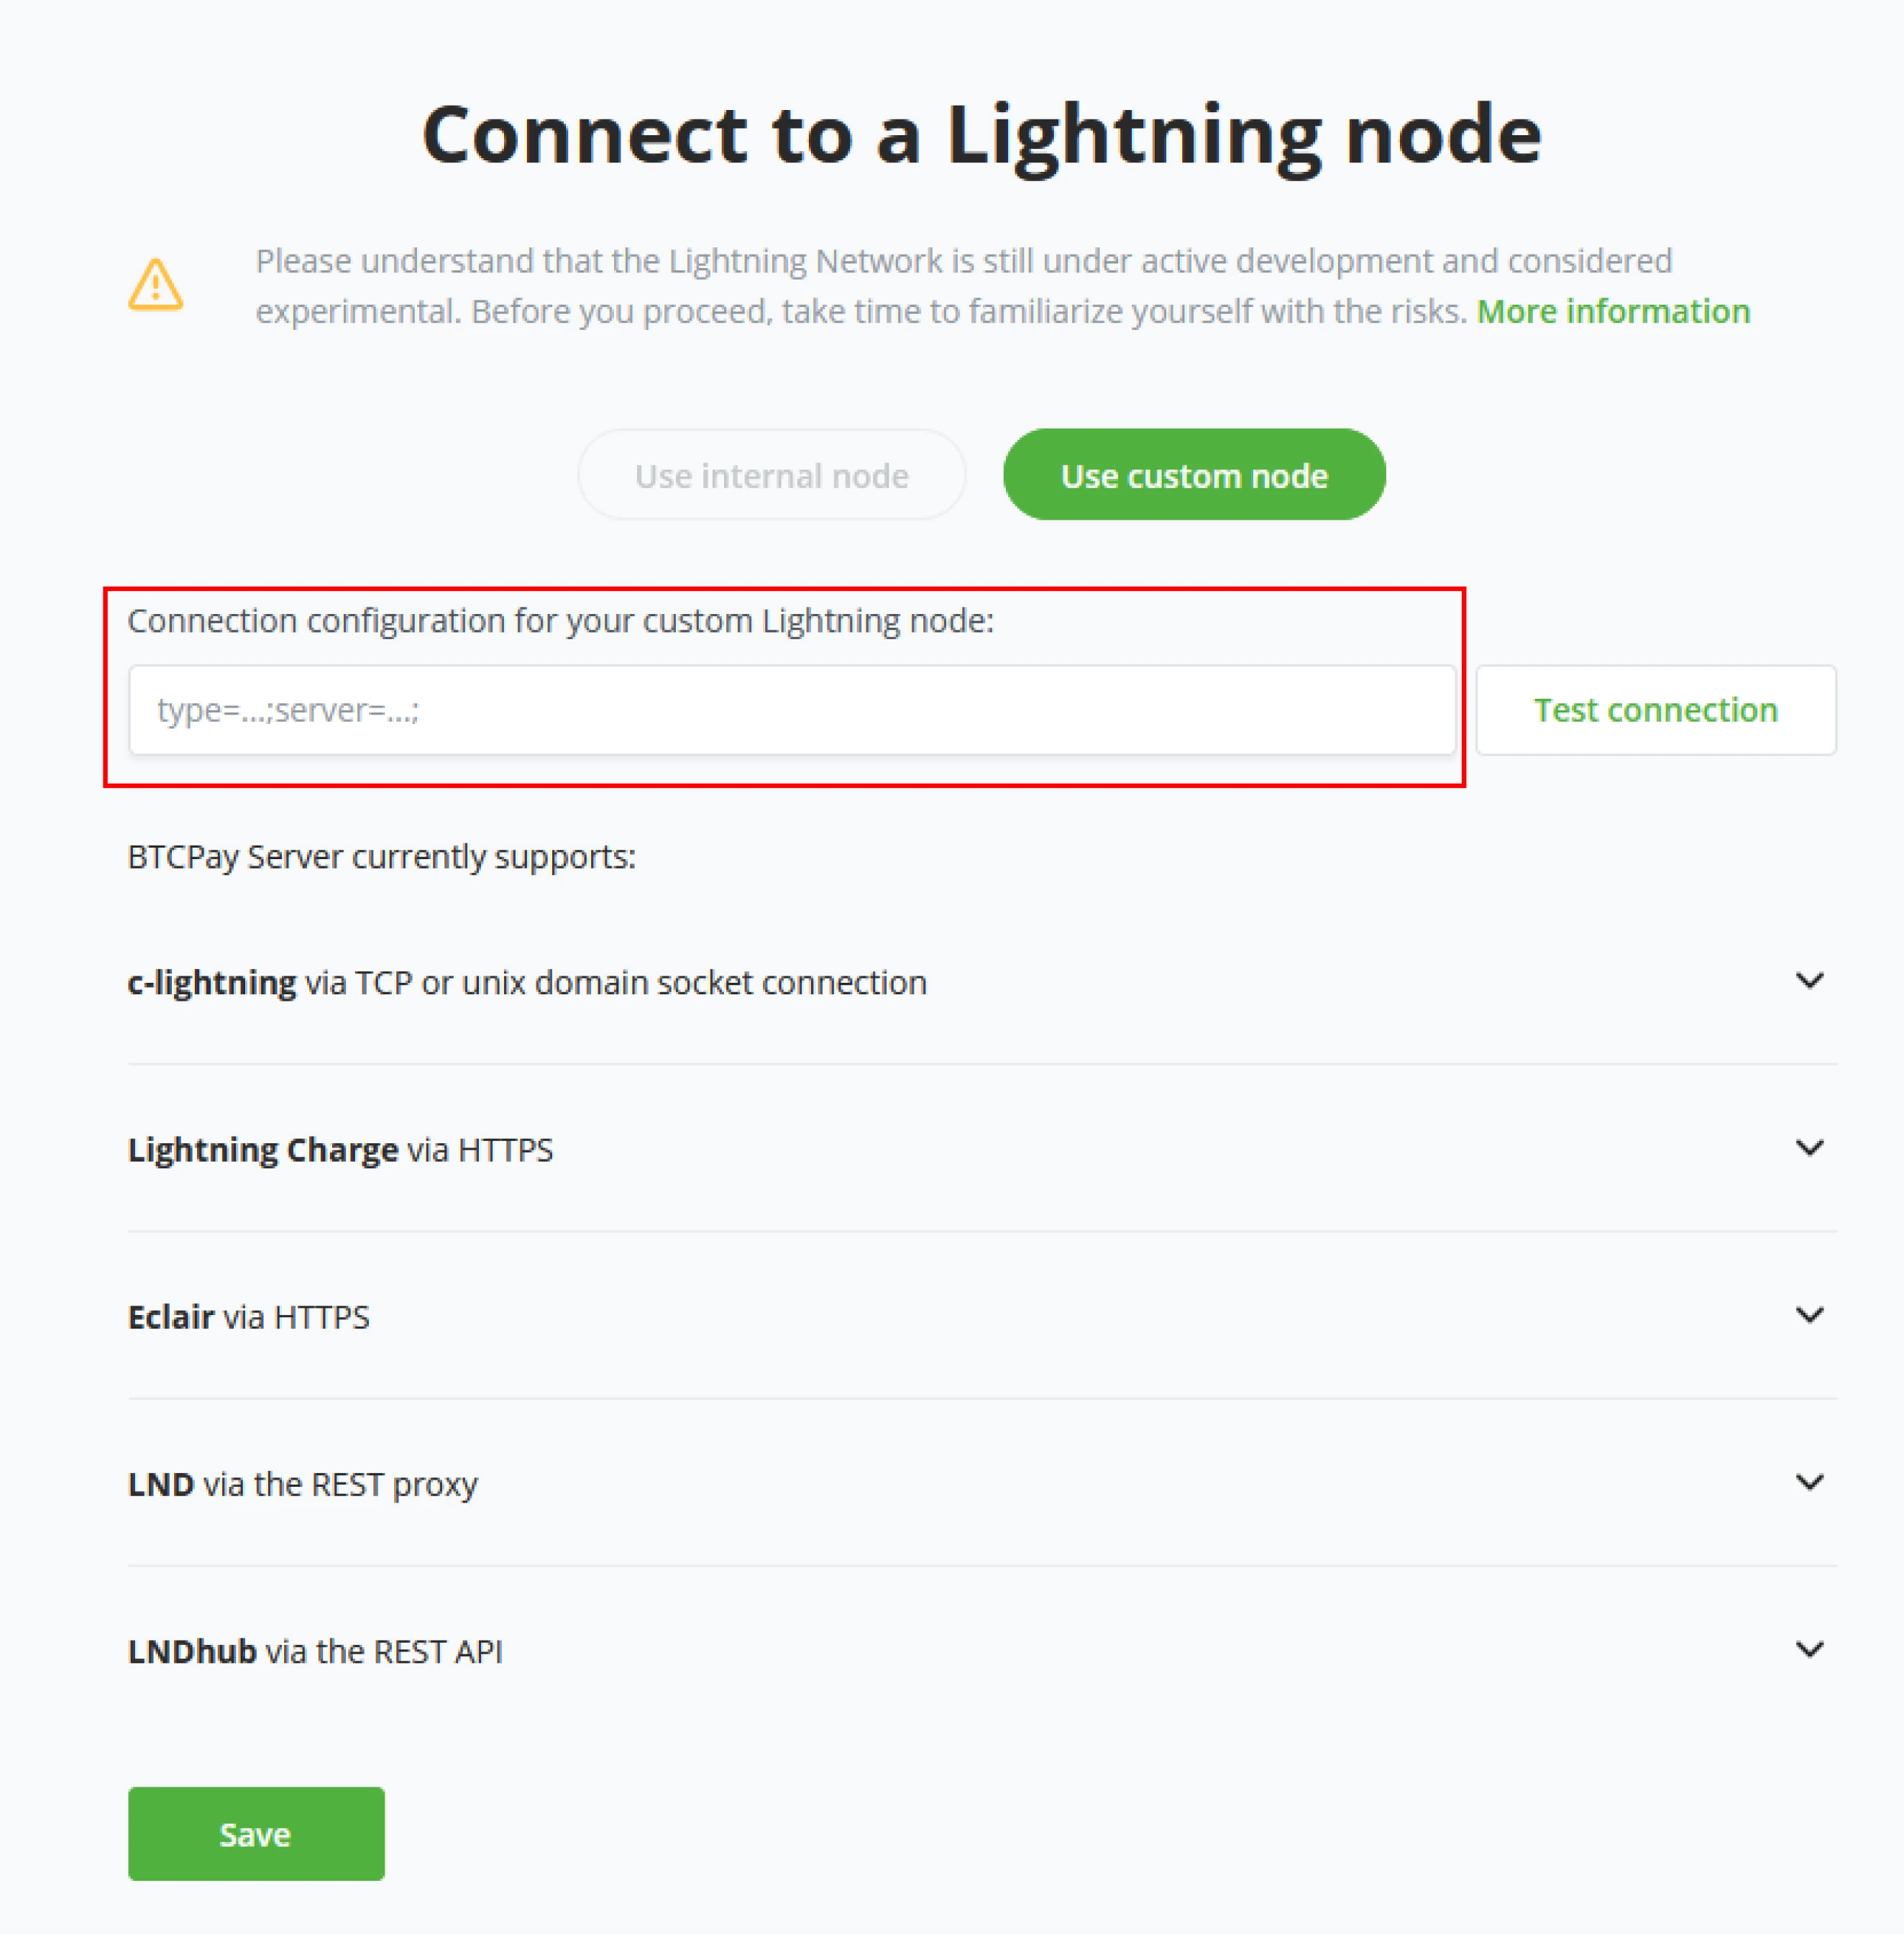 Connect to a Lightning node
Please understand that the Lightning Network is still under active development and considered
experimental. Before you proceed, take time to familiarize yourself with the risks. More information
Use internal node
Use custom node
Connection configuration for your custom Lightning node:
type=...;server=...;
Test connection
BTCPay Server currently supports:
c-lightning via TCP or unix domain socket connection
Lightning Charge via HTTPS
Eclair via HTTPS
LND via the REST proxy
LNDhub via the REST API
Save